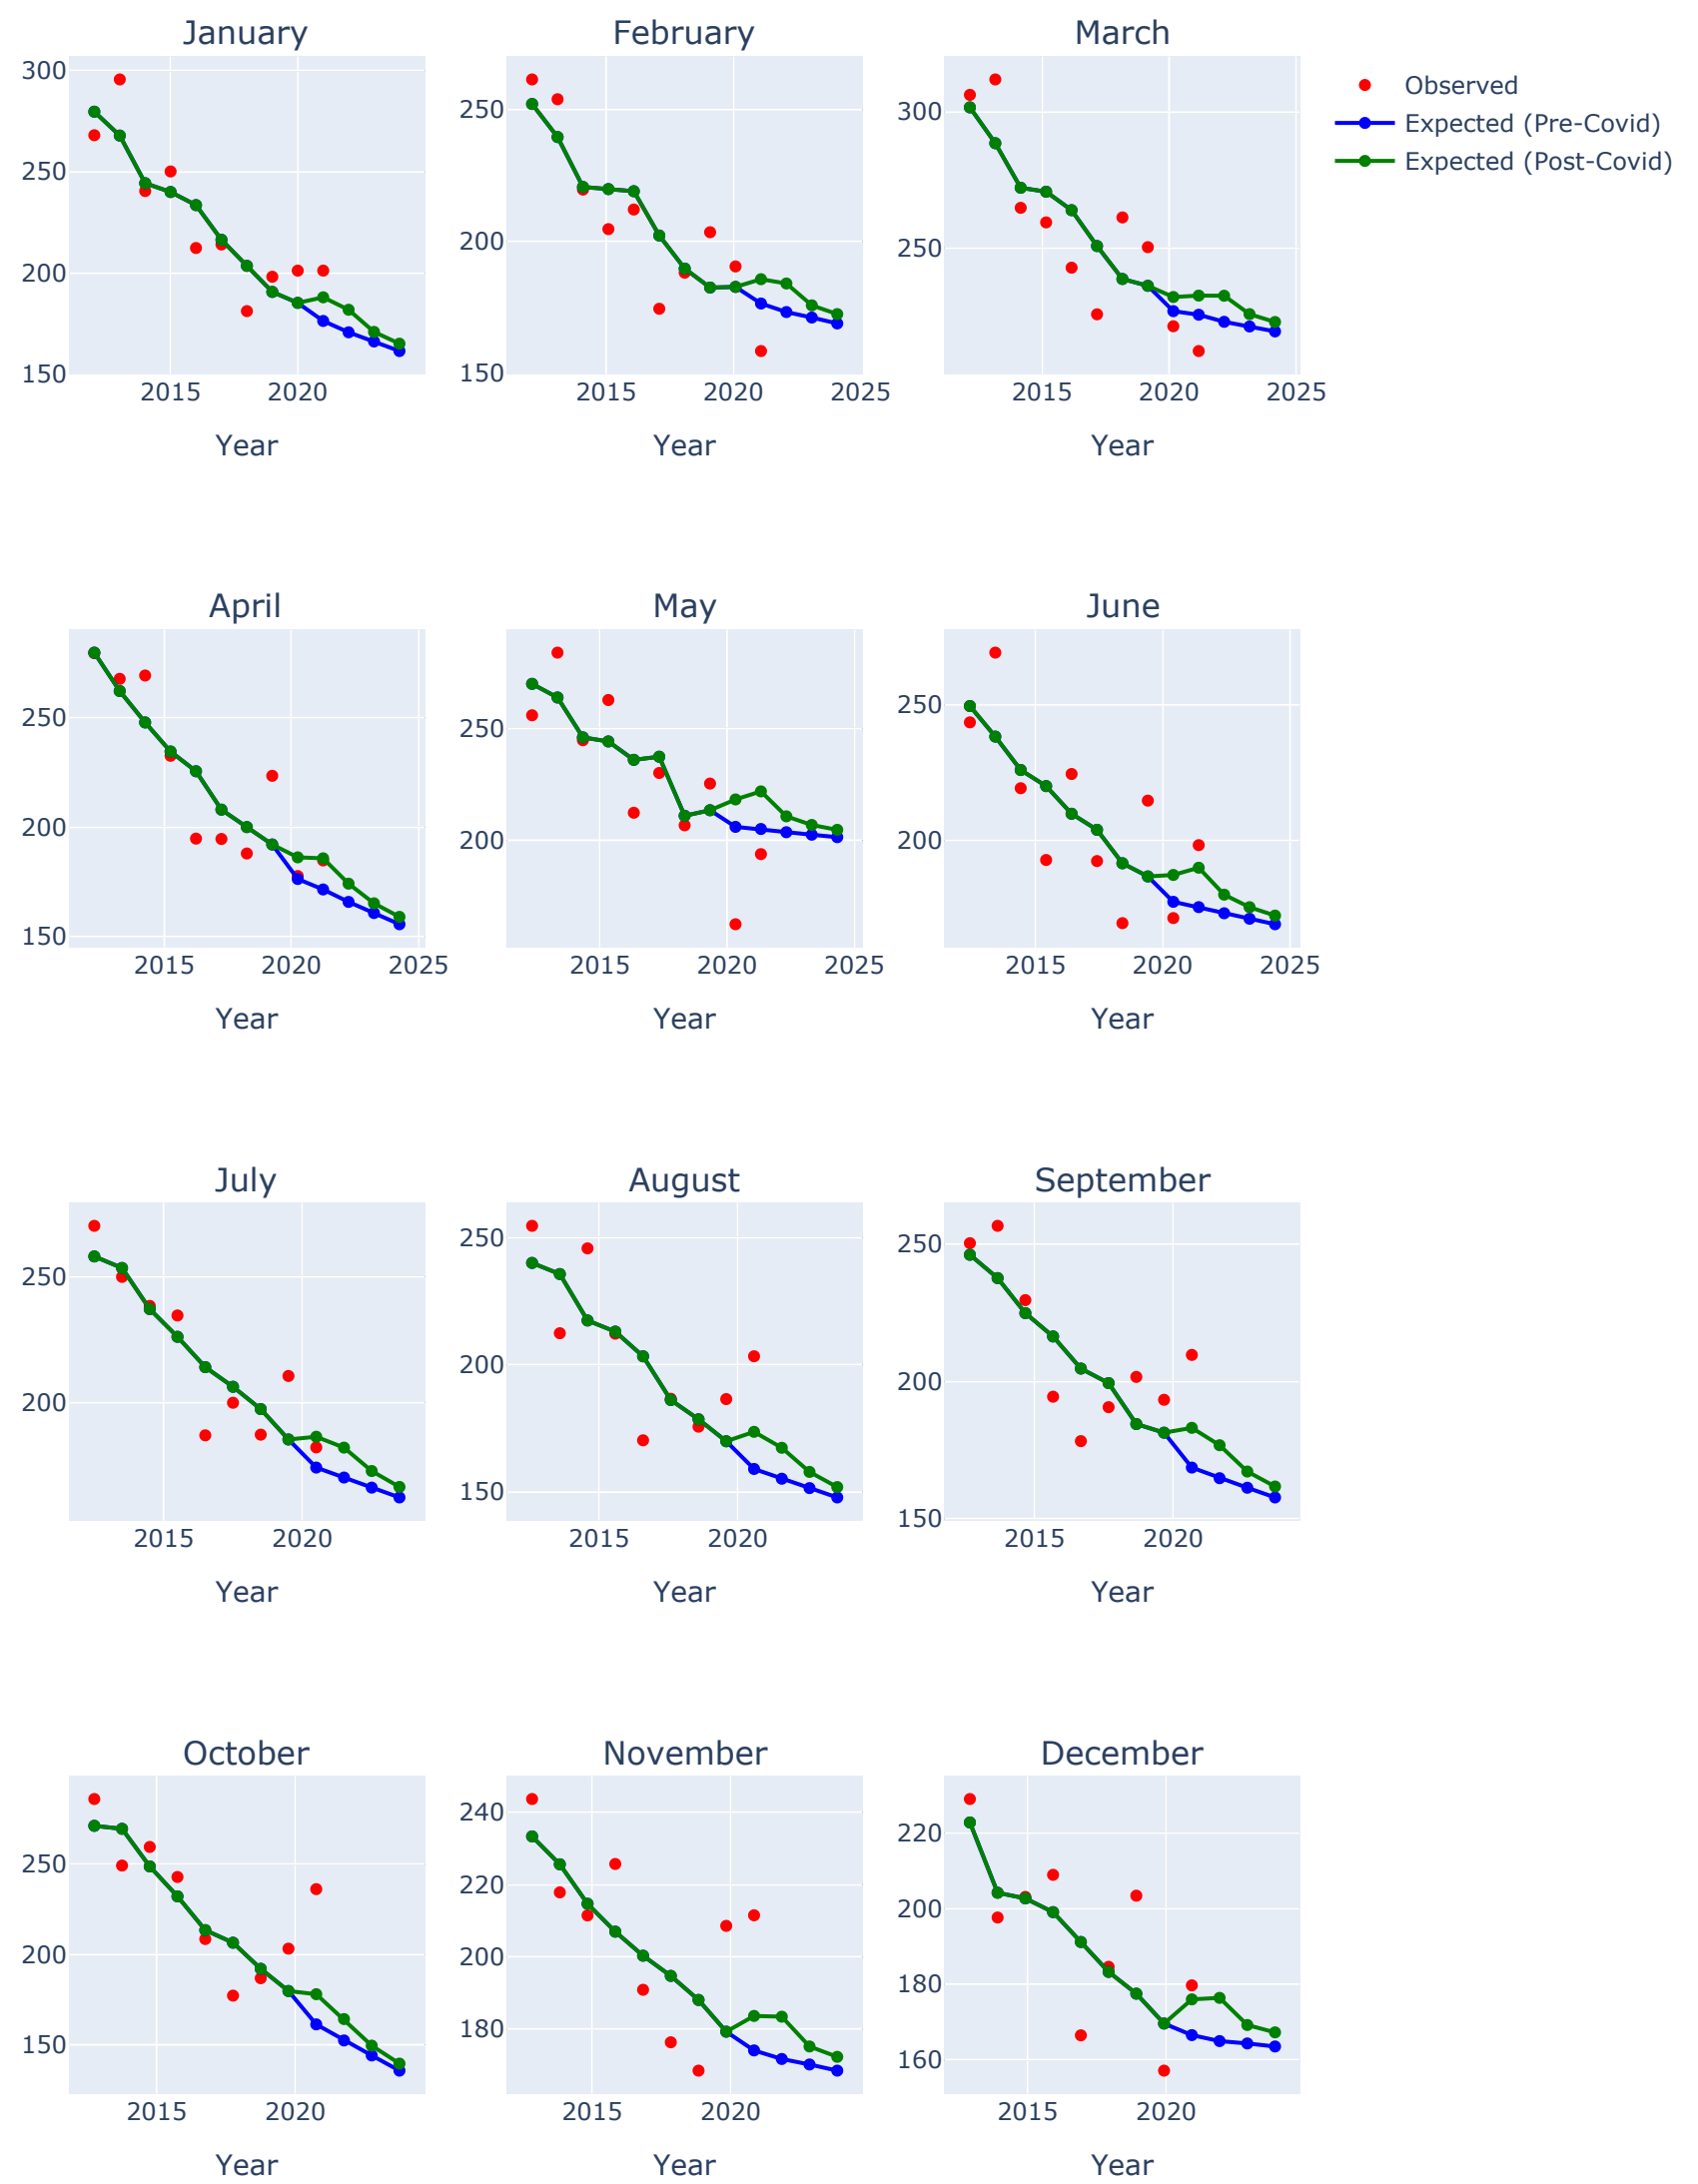 January
February
March
300
250
200
150
2015
2020
Year
250
200
150
2015
2020
2025
Year
300
250
2015
2020
2025
Year
Observed
Expected (Pre-Covid)
Expected (Post-Covid)
April
May
June
250
200
150
2015
2020
2025
Year
250
200
2015
2020
2025
Year
250
200
2015
2020
2025
Year
July
August
September
250
200
2015
2020
Year
250
200
150
2015
2020
Year
250
200
150
2015
2020
Year
October
November
December
250
200
150
2015
2020
Year
240
220
200
180
2015
2020
Year
220
200
180
160
2015
2020
Year